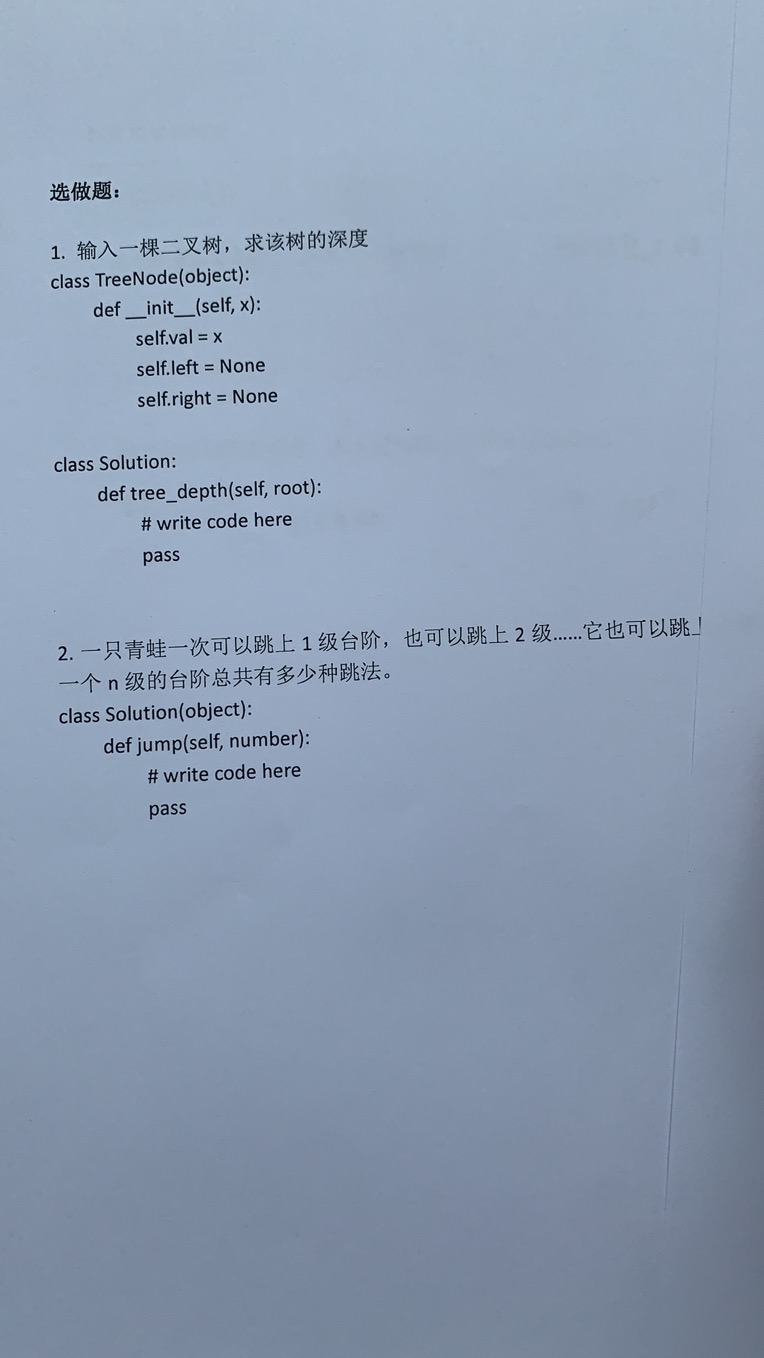 选做题：
1. 输入一棵二叉树，求该树的深度
class TreeNode(object):
def __init__(self, x):
self.val = x
self.left = None
self.right = None
class Solution:
def tree_depth(self, root):
# write code here
pass
2. 一只青蛙一次可以跳上 1 级台阶，也可以跳上 2 级……它也可以跳
一个 n 级的台阶总共有多少种跳法。
class Solution(object):
def jump(self, number):
# write code here
pass